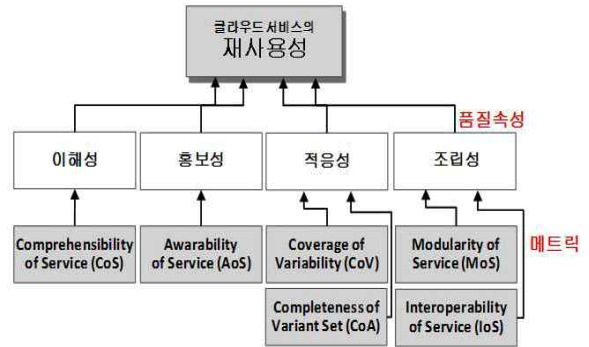 클라우드 서비스의
재사용성
품질속성
이해성
홍보성
적응성
조립성
Comprehensibility
of Service (CoS)
Awarability
of Service (AoS)
Coverage of
Variability (CoV)
Modularity of
Service (MoS)
메트릭
Completeness of
Variant Set (CoA)
Interoperability
of Service (IoS)